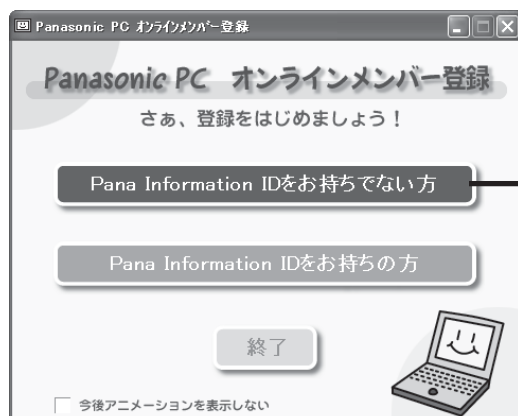 Panasonic PC ｵﾝﾗｲﾝﾒﾝﾊﾞｰ登録
Panasonic PC オンラインメンバー登録
さぁ、登録をはじめましょう！
Pana Information IDをお持ちでない方
Pana Information IDをお持ちの方
終了
今後アニメーションを表示しない